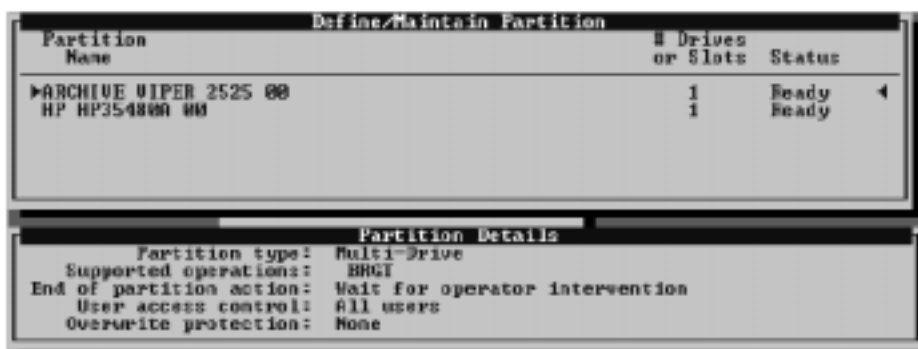 Define/Maintain Partition
Partition # Drives
Name or Slots Status
ARCHIVE VIPER 2525 00 1 Ready
HP HP35480A 00 1 Ready
Partition Details
Partition type: Multi-Drive
Supported operations: BRGT
End of partition action: Wait for operator intervention
User access control: All users
Overwrite protection: None